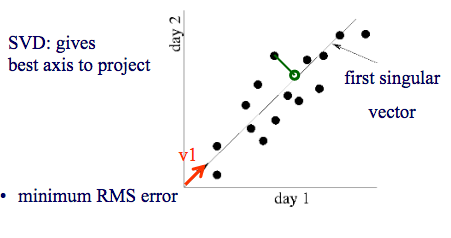 SVD: gives
best axis to project
day 2
first singular
vector
v1
• minimum RMS error
day 1